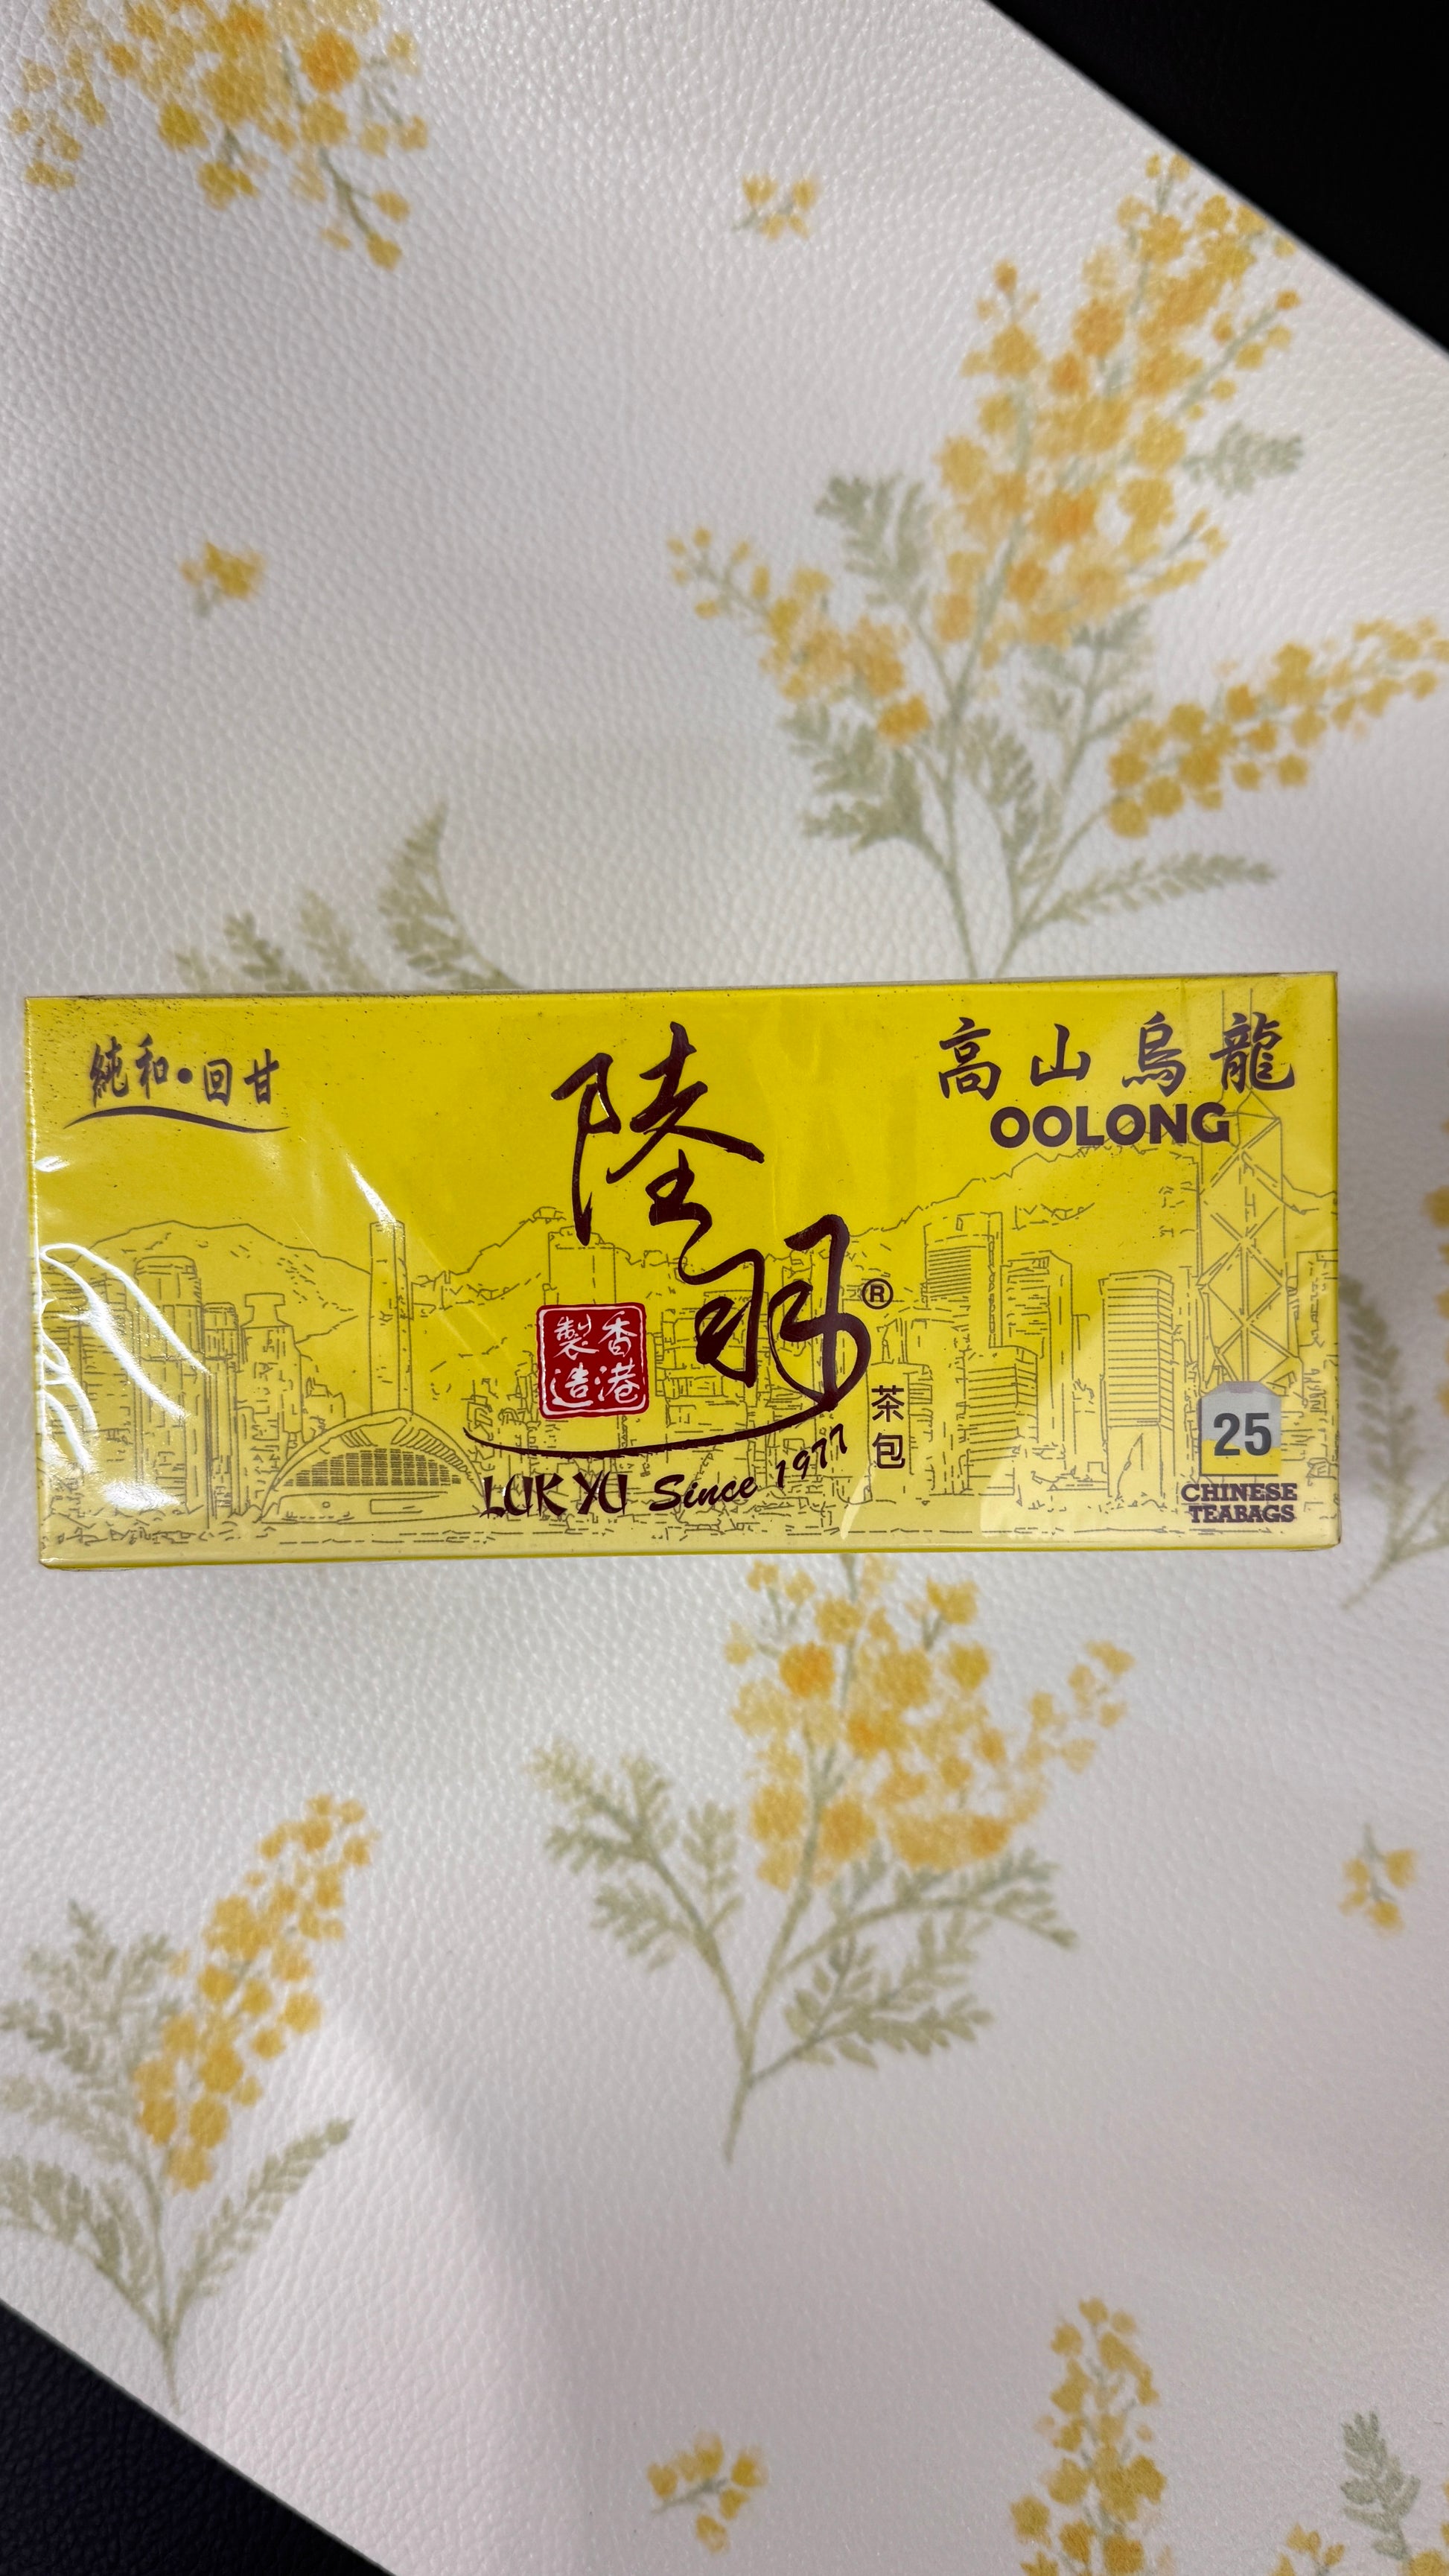 純和•回甘
陸羽®
茶包
香港製造
LUK YU Since 1977
高山烏龍
OOLONG
25
CHINESE
TEABAGS